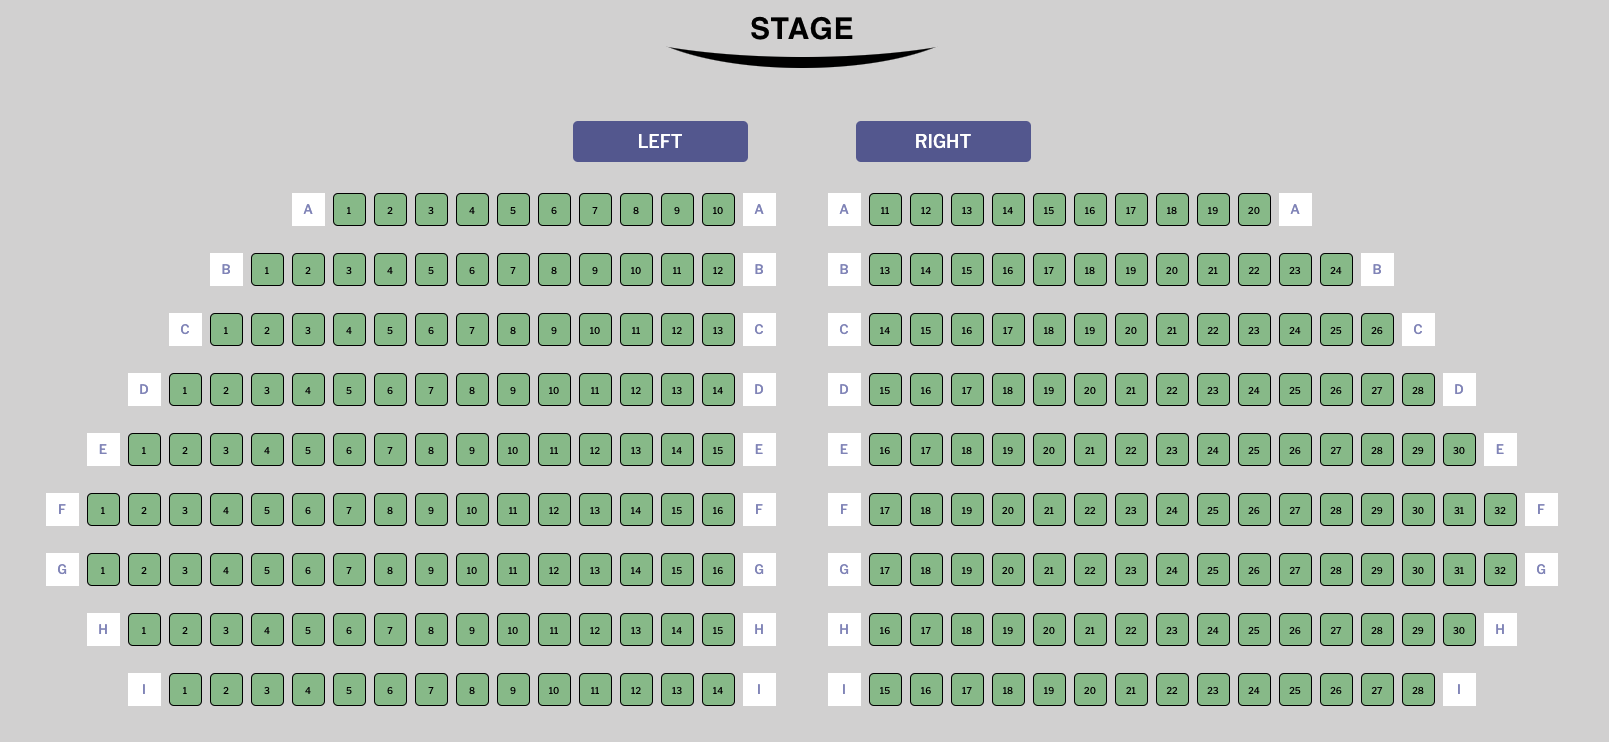 STAGE
LEFT RIGHT
A 1 2 3 4 5 6 7 8 9 10 A A 11 12 13 14 15 16 17 18 19 20 A
B 1 2 3 4 5 6 7 8 9 10 11 12 B B 13 14 15 16 17 18 19 20 21 22 23 24 B
C 1 2 3 4 5 6 7 8 9 10 11 12 13 C C 14 15 16 17 18 19 20 21 22 23 24 25 26 C
D 1 2 3 4 5 6 7 8 9 10 11 12 13 14 D D 15 16 17 18 19 20 21 22 23 24 25 26 27 28 D
E 1 2 3 4 5 6 7 8 9 10 11 12 13 14 15 E E 16 17 18 19 20 21 22 23 24 25 26 27 28 29 30 E
F 1 2 3 4 5 6 7 8 9 10 11 12 13 14 15 16 F F 17 18 19 20 21 22 23 24 25 26 27 28 29 30 31 32 F
G 1 2 3 4 5 6 7 8 9 10 11 12 13 14 15 16 G G 17 18 19 20 21 22 23 24 25 26 27 28 29 30 31 32 G
H 1 2 3 4 5 6 7 8 9 10 11 12 13 14 15 H H 16 17 18 19 20 21 22 23 24 25 26 27 28 29 30 H
I 1 2 3 4 5 6 7 8 9 10 11 12 13 14 I I 15 16 17 18 19 20 21 22 23 24 25 26 27 28 I